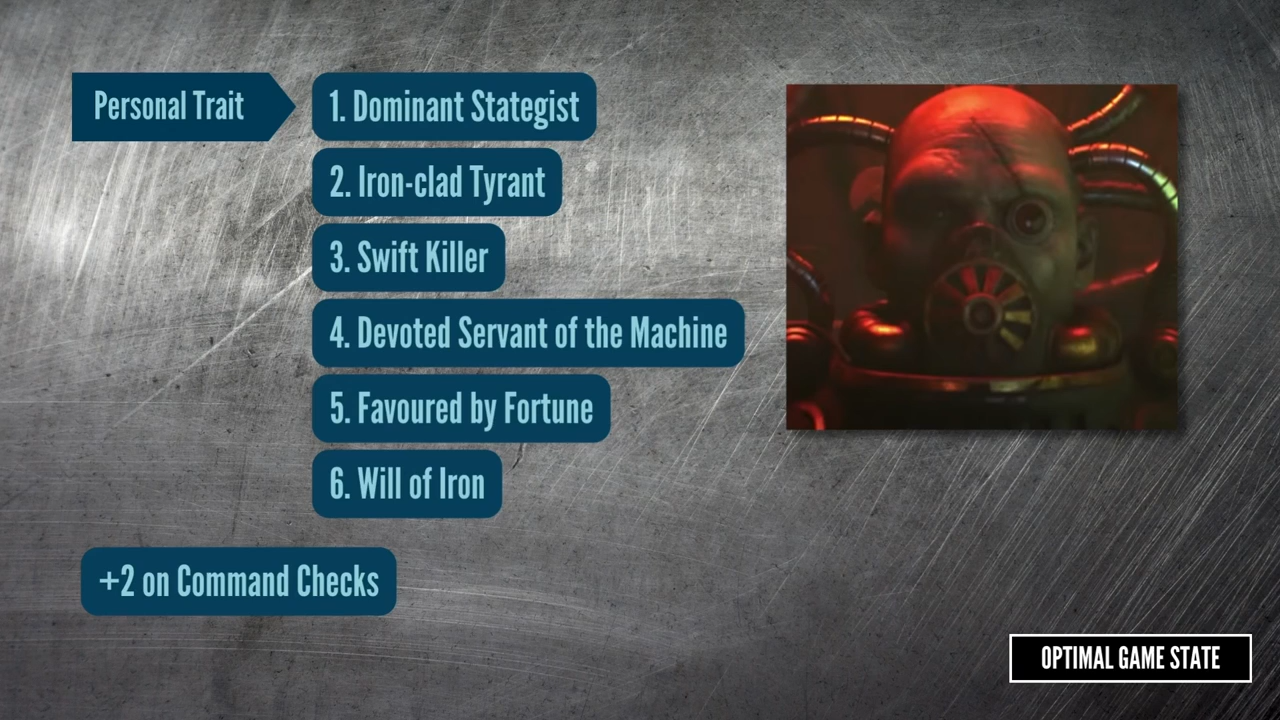 Personal Trait
1. Dominant Stategist
2. Iron-clad Tyrant
3. Swift Killer
4. Devoted Servant of the Machine
5. Favoured by Fortune
6. Will of Iron
+2 on Command Checks
OPTIMAL GAME STATE